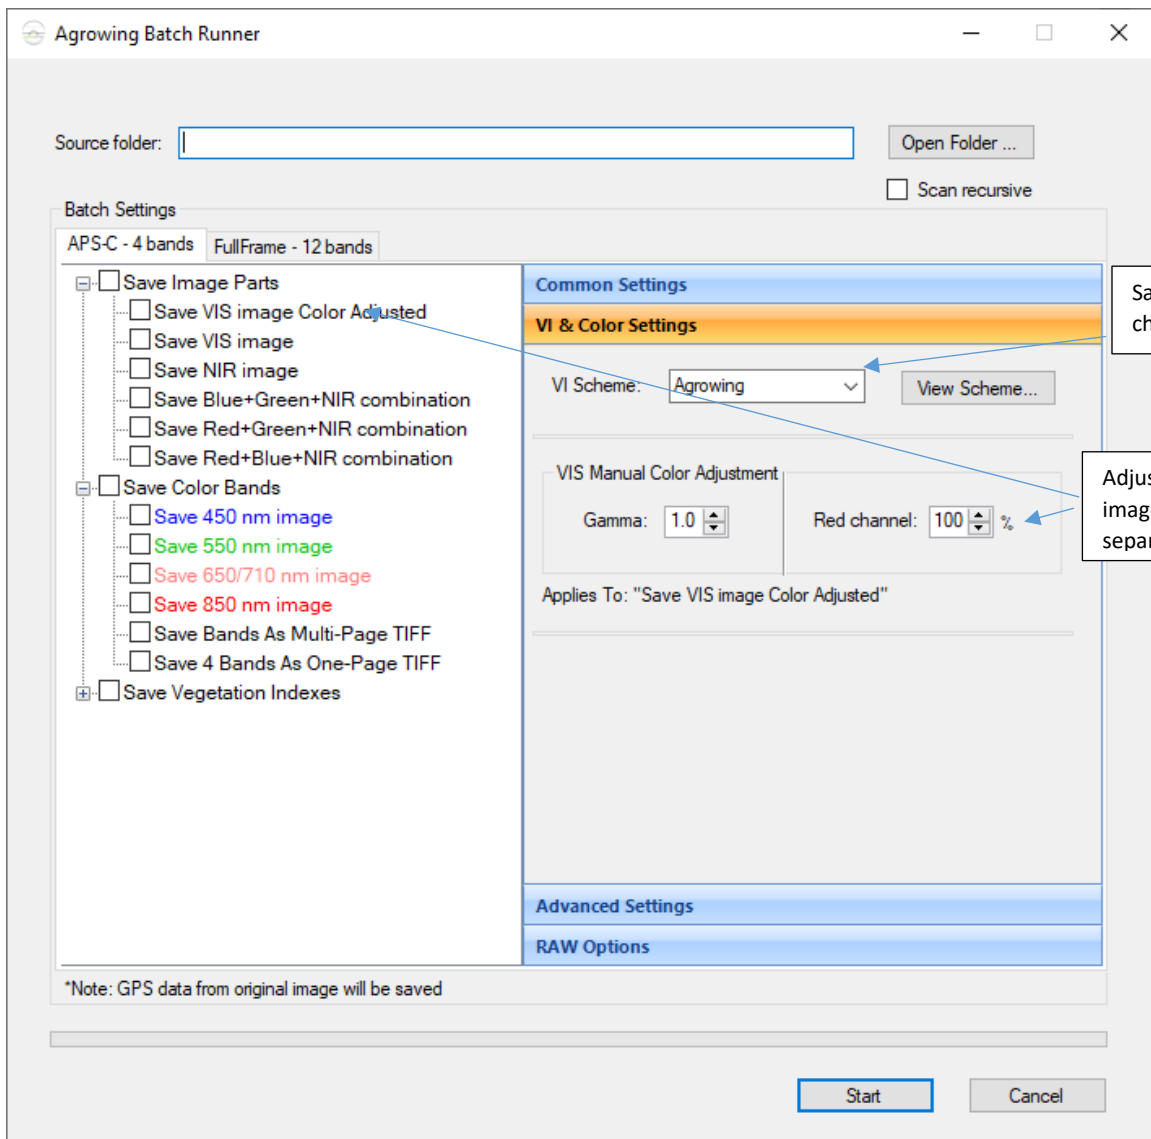 Agrowing Batch Runner
Source folder:
Open Folder ...
Scan recursive
Batch Settings
APS-C - 4 bands
FullFrame - 12 bands
Save Image Parts
Save VIS image Color Adjusted
Save VIS image
Save NIR image
Save Blue+Green+NIR combination
Save Red+Green+NIR combination
Save Red+Blue+NIR combination
Save Color Bands
Save 450 nm image
Save 550 nm image
Save 650/710 nm image
Save 850 nm image
Save Bands As Multi-Page TIFF
Save 4 Bands As One-Page TIFF
Save Vegetation Indexes
Common Settings
VI & Color Settings
VI Scheme: Agrowing
View Scheme...
VIS Manual Color Adjustment
Gamma: 1.0
Red channel: 100 %
Applies To: "Save VIS image Color Adjusted"
Advanced Settings
RAW Options
*Note: GPS data from original image will be saved
Start
Cancel